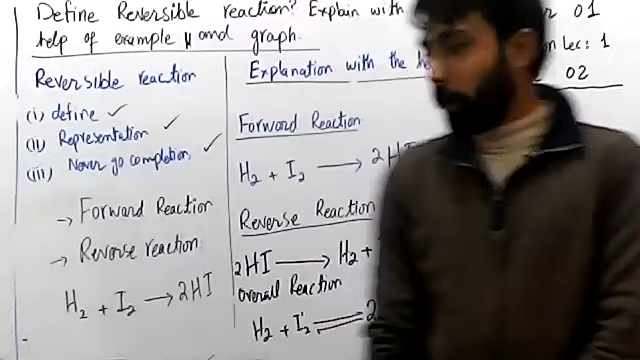 Define Reversible reaction? Explain with
help of example and graph.
01
Lec: 1
02
Reversible reaction
(i) define ✓
(ii) Representation ✓
(iii) Never go completion. ✓
→ Forward Reaction
→ Reverse reaction
H₂ + I₂ → 2HI
Explanation with the
Forward Reaction
H₂ + I₂ → 2HI
Reverse Reaction
2HI → H₂ +
Overall Reaction
H₂ + I₂ ⇌ 2